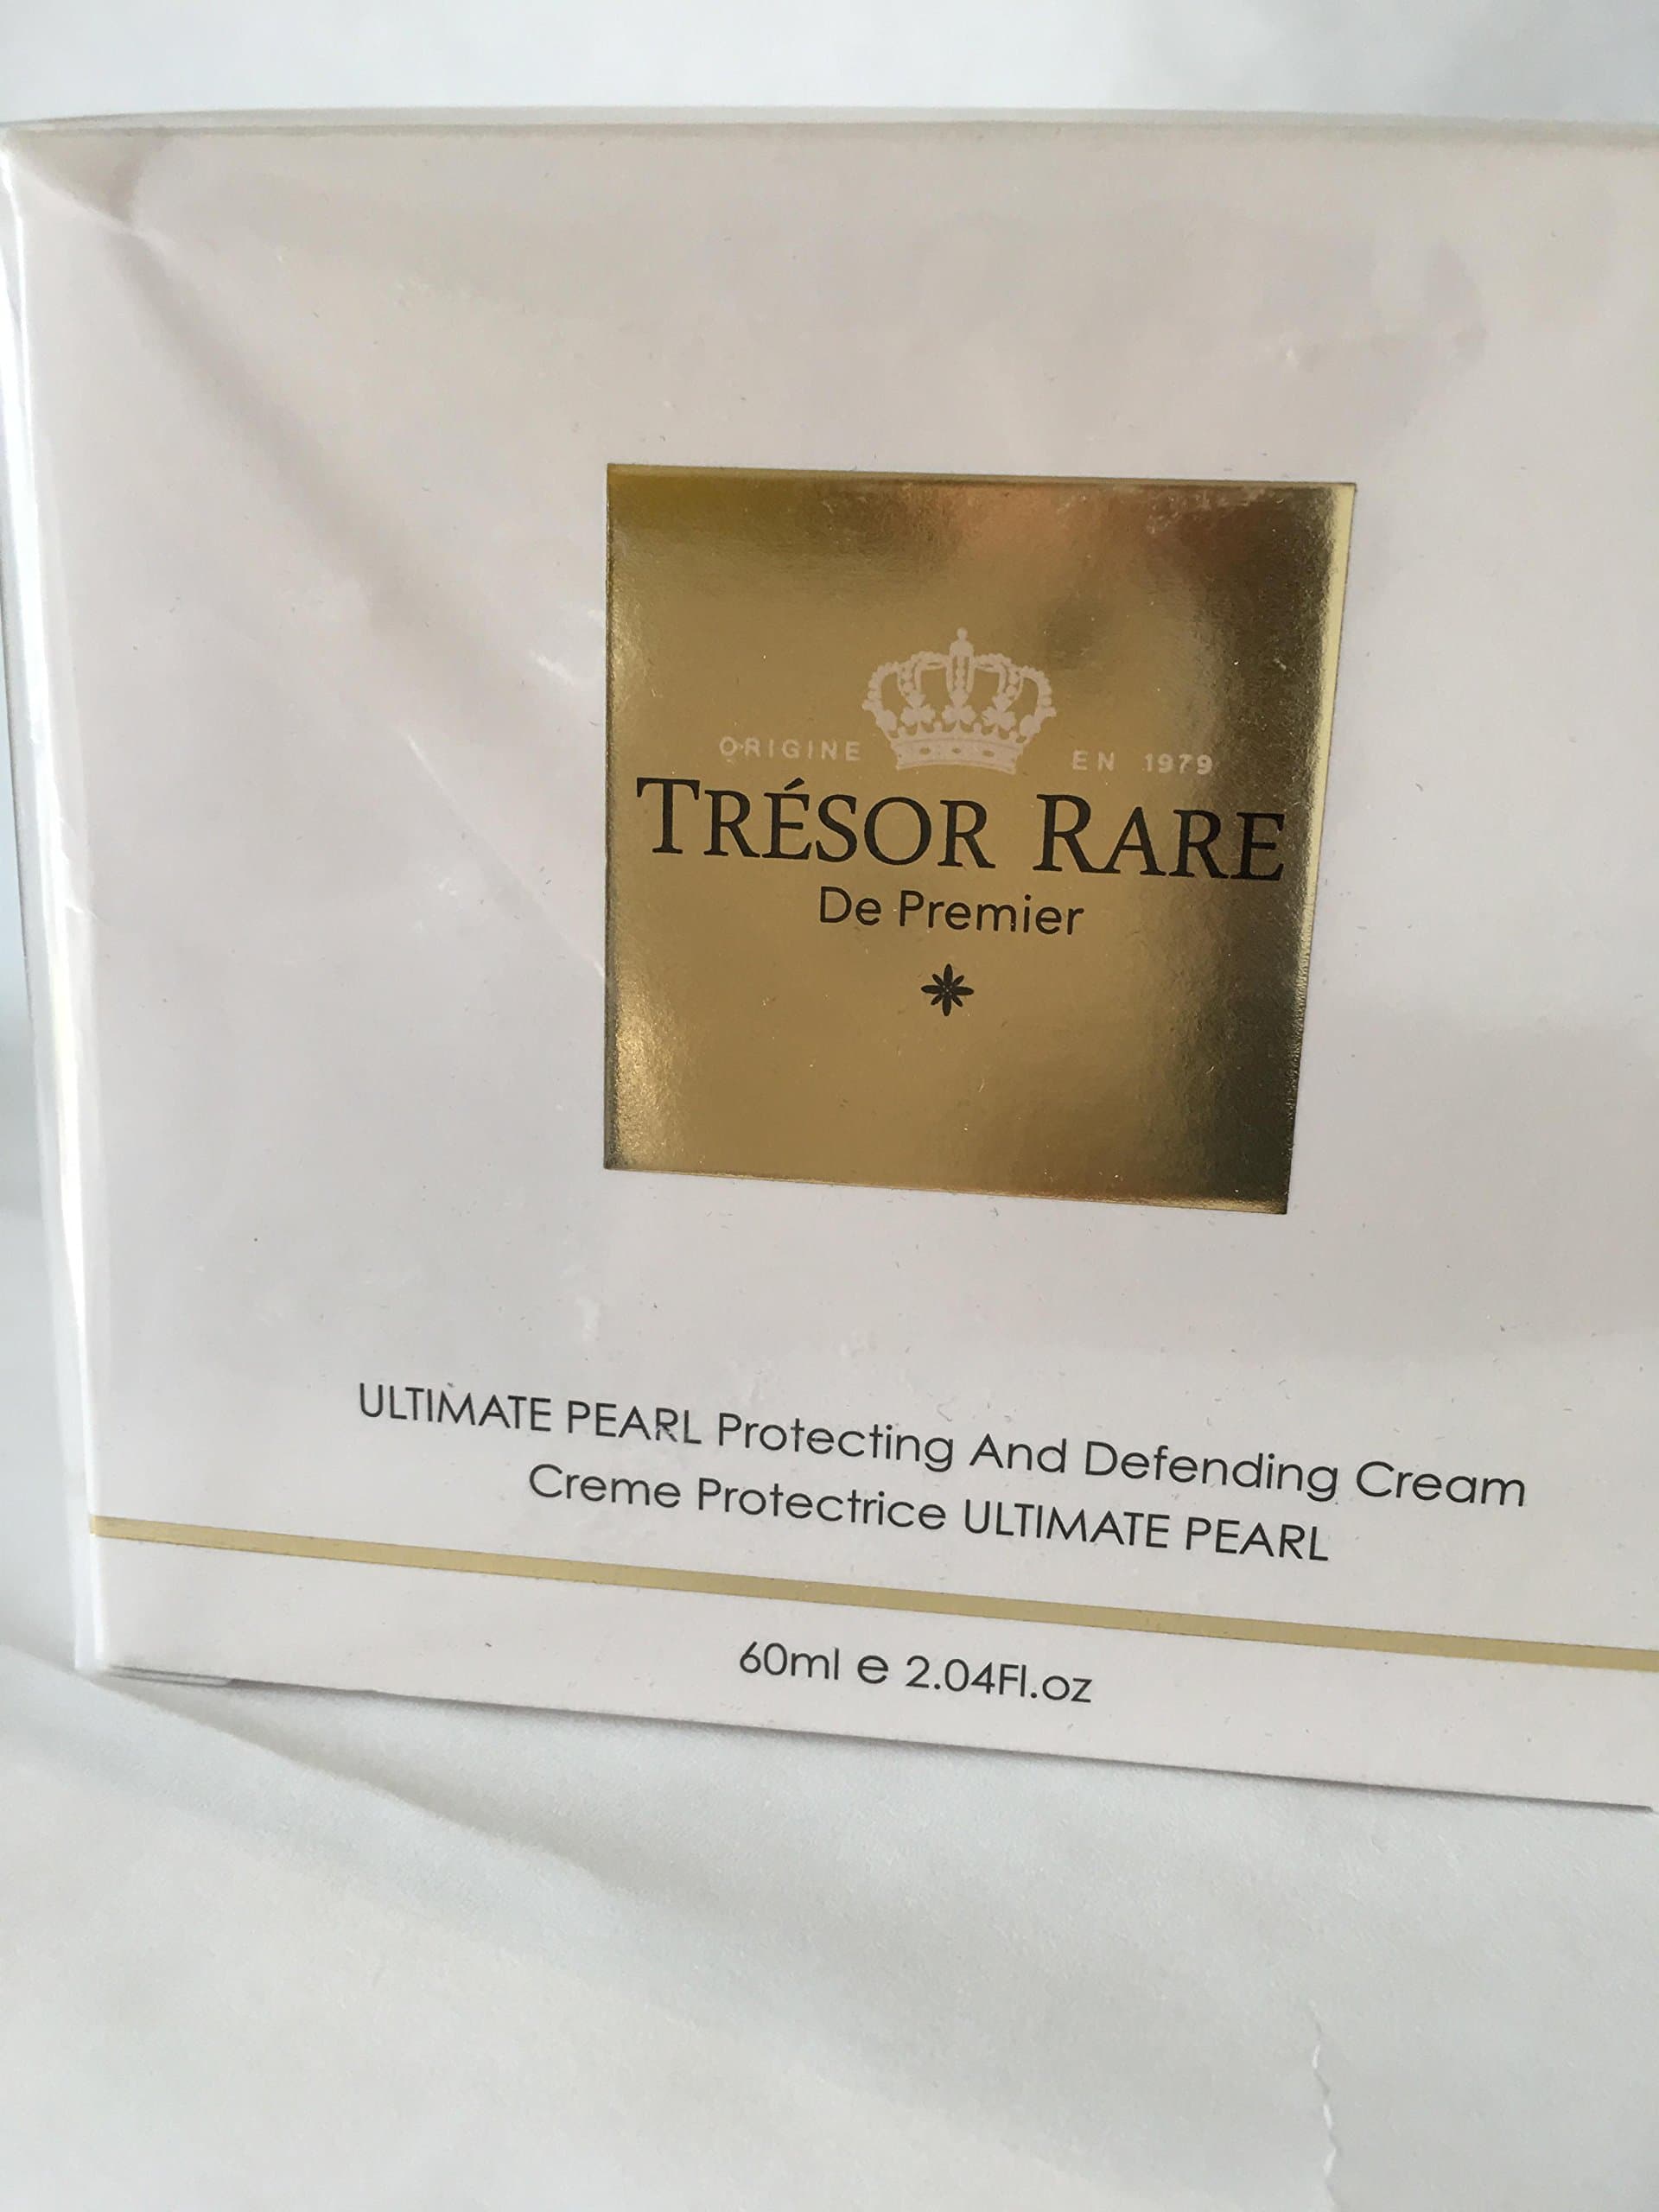 ORIGINE EN 1979
TRÉSOR RARE
De Premier
ULTIMATE PEARL Protecting And Defending Cream
Creme Protectrice ULTIMATE PEARL
60ml e 2.04Fl.oz